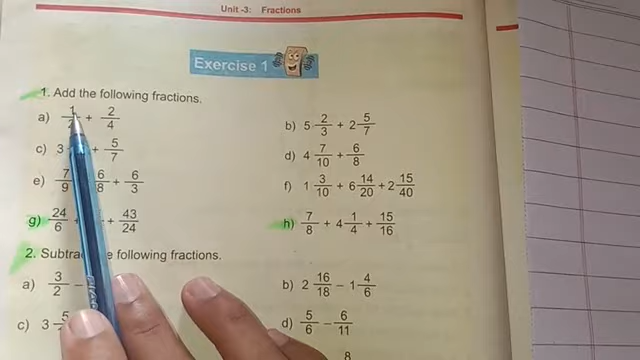 Unit -3: Fractions
Exercise 1
1. Add the following fractions.
a) 1/2 + 2/4
b) 5 2/3 + 2 5/7
c) 3 + 5/7
d) 4 7/10 + 6/8
e) 7/9 + 6/8 + 6/3
f) 1 3/10 + 6 14/20 + 2 15/40
g) 24/6 + + 43/24
h) 7/8 + 4 1/4 + 15/16
2. Subtract following fractions.
a) 3/2 −
b) 2 16/18 − 1 4/6
c) 3 5
d) 5/6 − 6/11
8